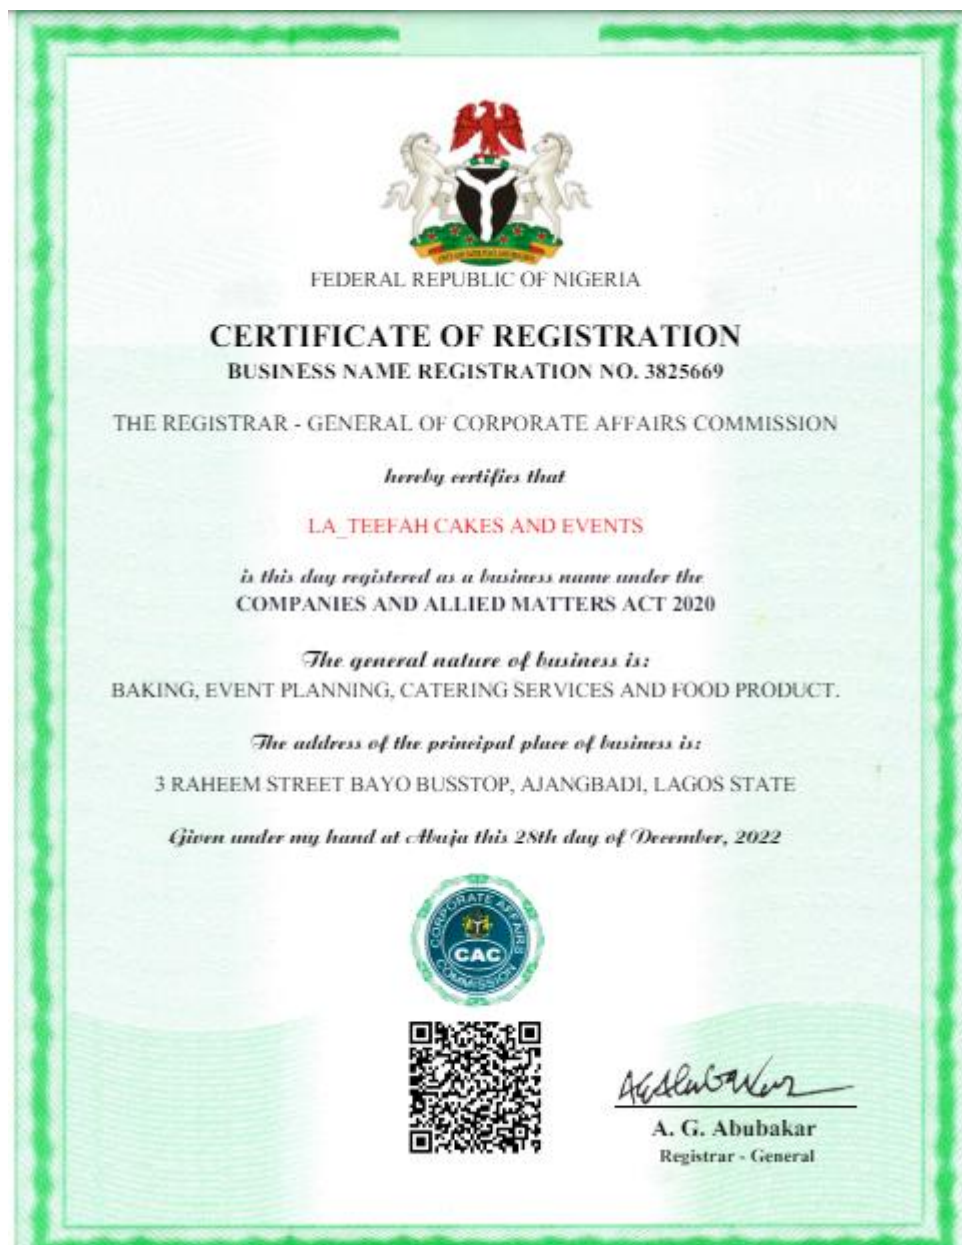 FEDERAL REPUBLIC OF NIGERIA
CERTIFICATE OF REGISTRATION
BUSINESS NAME REGISTRATION NO. 3825669
THE REGISTRAR - GENERAL OF CORPORATE AFFAIRS COMMISSION
hereby certifies that
LA_TEEFAH CAKES AND EVENTS
is this day registered as a business name under the
COMPANIES AND ALLIED MATTERS ACT 2020
The general nature of business is:
BAKING, EVENT PLANNING, CATERING SERVICES AND FOOD PRODUCT.
The address of the principal place of business is:
3 RAHEEM STREET BAYO BUSSTOP, AJANGBADI, LAGOS STATE
Given under my hand at Abuja this 28th day of December, 2022
CORPORATE AFFAIRS
CAC
COMMISSION
A. G. Abubakar
Registrar - General